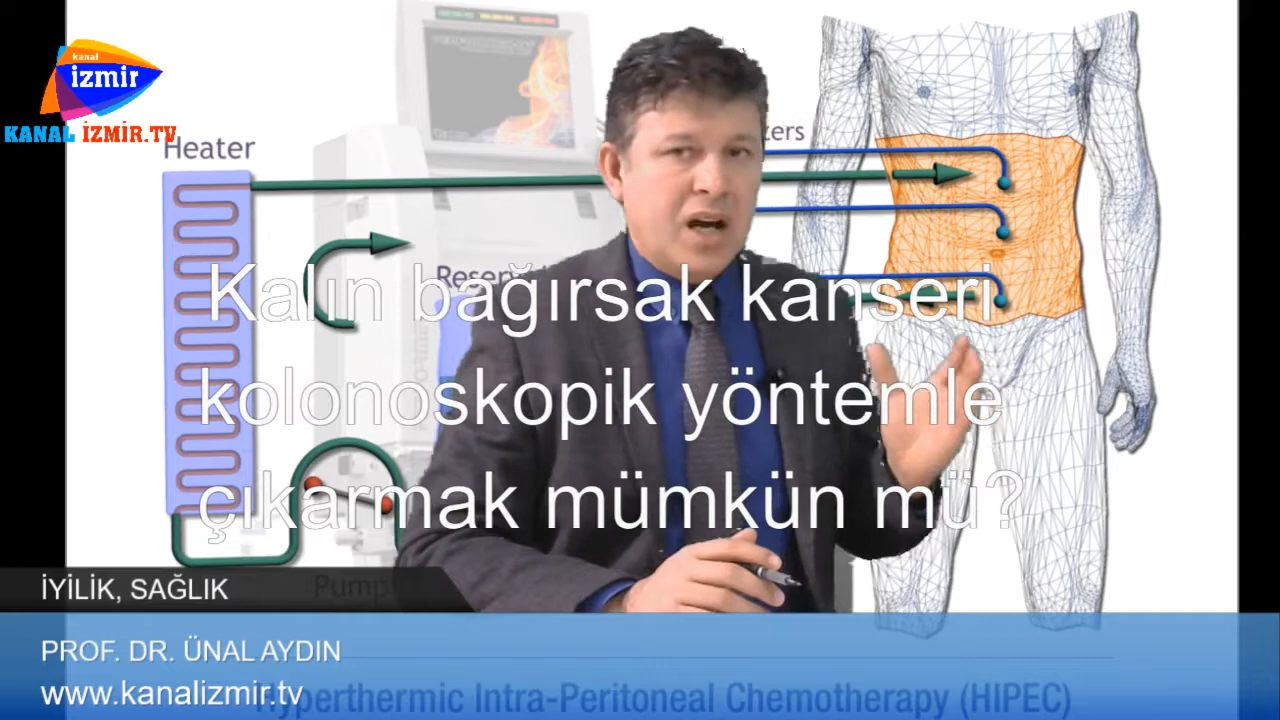 kanal
izmir
KANAL İZMİR.TV
Heater
Kalın bağırsak kanseri
kolonoskopik yöntemle
çıkarmak mümkün mü?
Pump
İYİLİK, SAĞLIK
PROF. DR. ÜNAL AYDIN
www.kanalizmir.tv
Hyperthermic Intra-Peritoneal Chemotherapy (HIPEC)